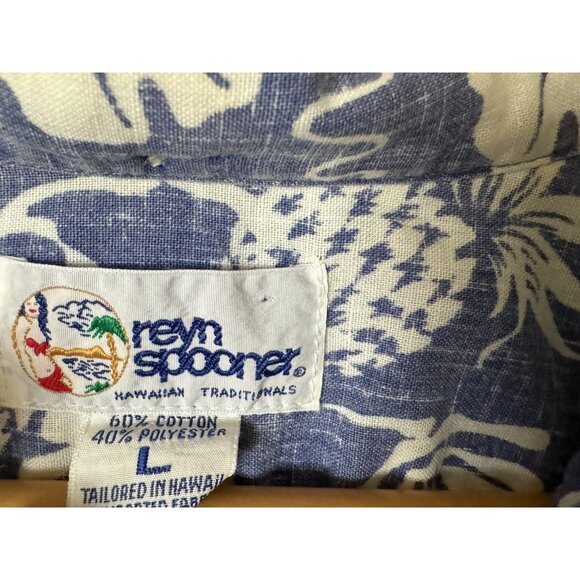 reyn
spooner®
HAWAIIAN TRADITIONALS
60% COTTON
40% POLYESTER
L
TAILORED IN HAWAII